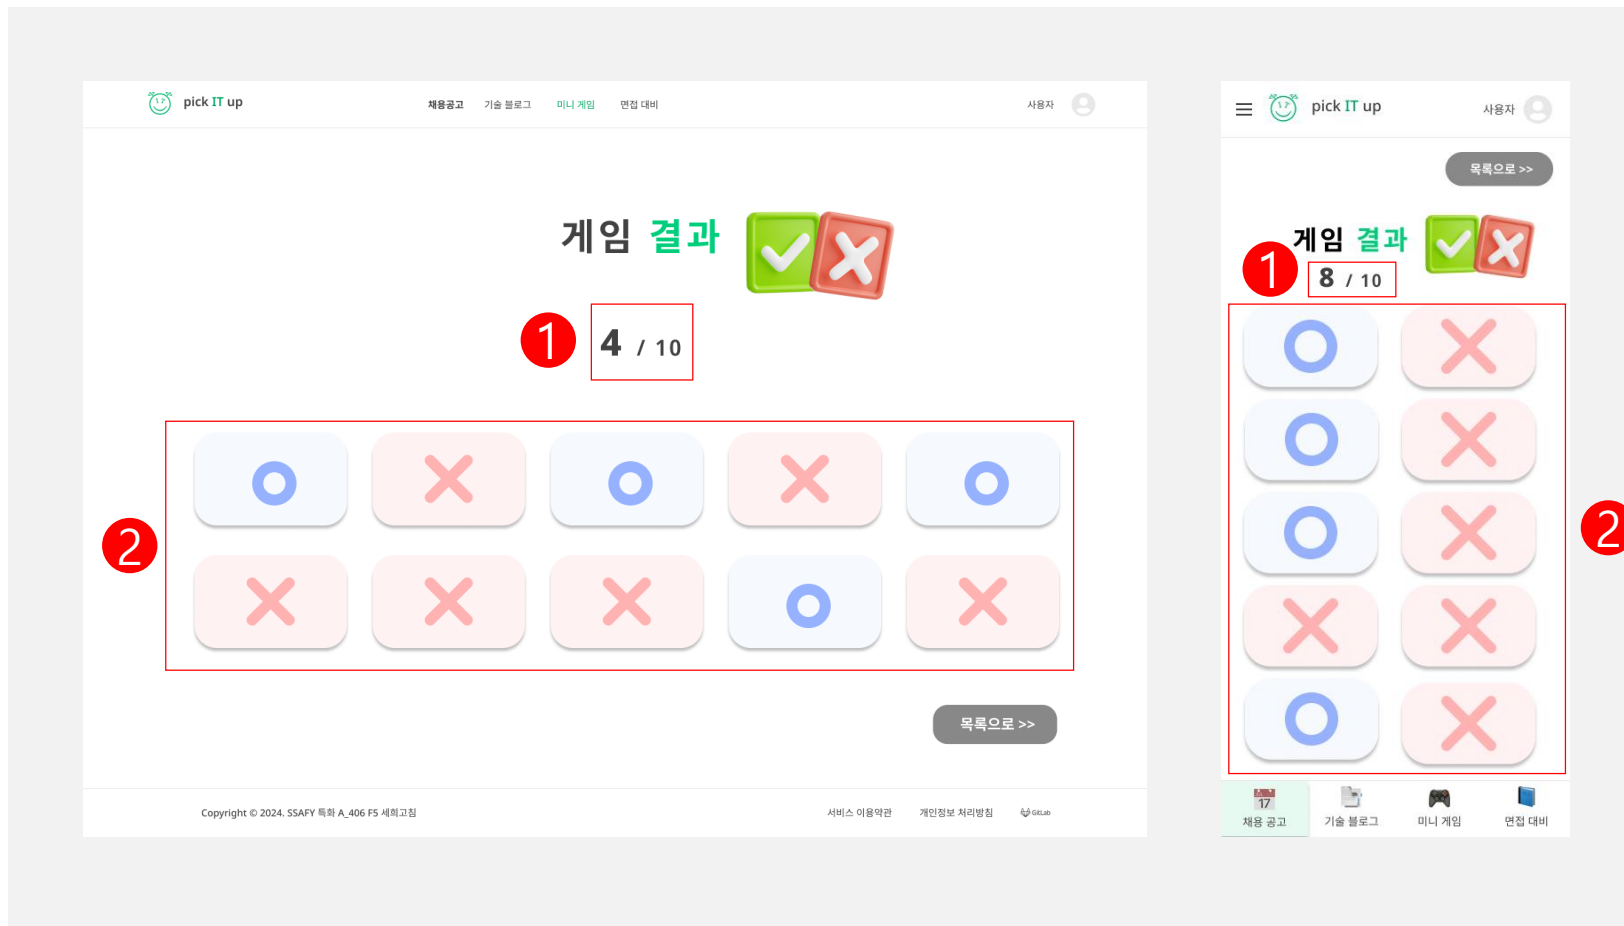 pick IT up
채용공고 기술 블로그 미니 게임 면접 대비
사용자
게임 결과
1
4 / 10
2
목록으로 >>
Copyright © 2024. SSAFY 특화 A_406 F5 세희고침
서비스 이용약관 개인정보 처리방침 GitLab
pick IT up
사용자
목록으로 >>
게임 결과
1
8 / 10
2
17
채용 공고 기술 블로그 미니 게임 면접 대비